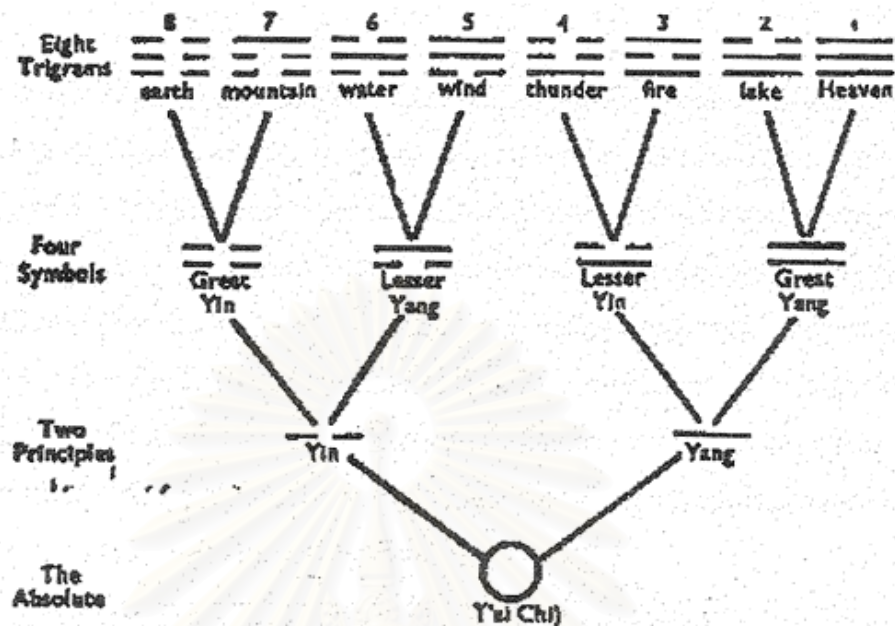 8 7 6 5 4 3 2 1
Eight
Trigrams
earth mountain water wind thunder fire lake Heaven
Four
Symbols
Great
Yin
Lesser
Yang
Lesser
Yin
Great
Yang
Two
Principles
Yin
Yang
The
Absolute
T'ai Chi)